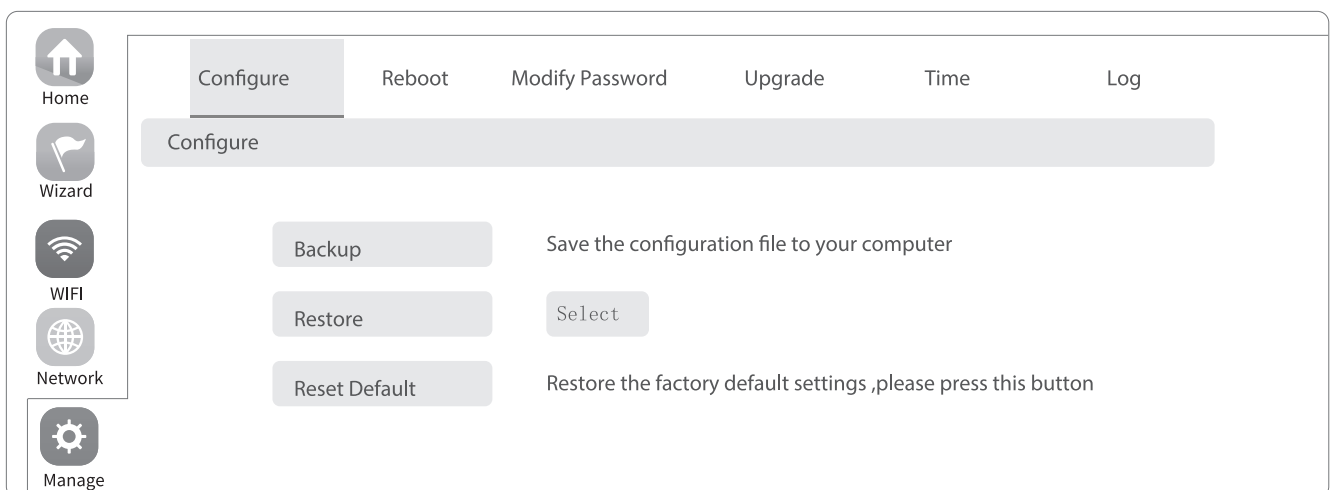 Home
Wizard
WIFI
Network
Manage
Configure Reboot Modify Password Upgrade Time Log
Configure
Backup Save the configuration file to your computer
Restore Select
Reset Default Restore the factory default settings ,please press this button